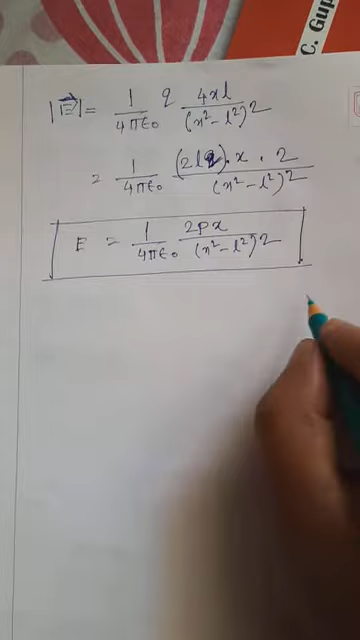 C. Gup
|E⃗| = 1/4πε₀ q 4xl/(x² - l²)2
= 1/4πε₀ (2lq).x.2/(x² - l²)2
E = 1/4πε₀ 2px/(x² - l²)2